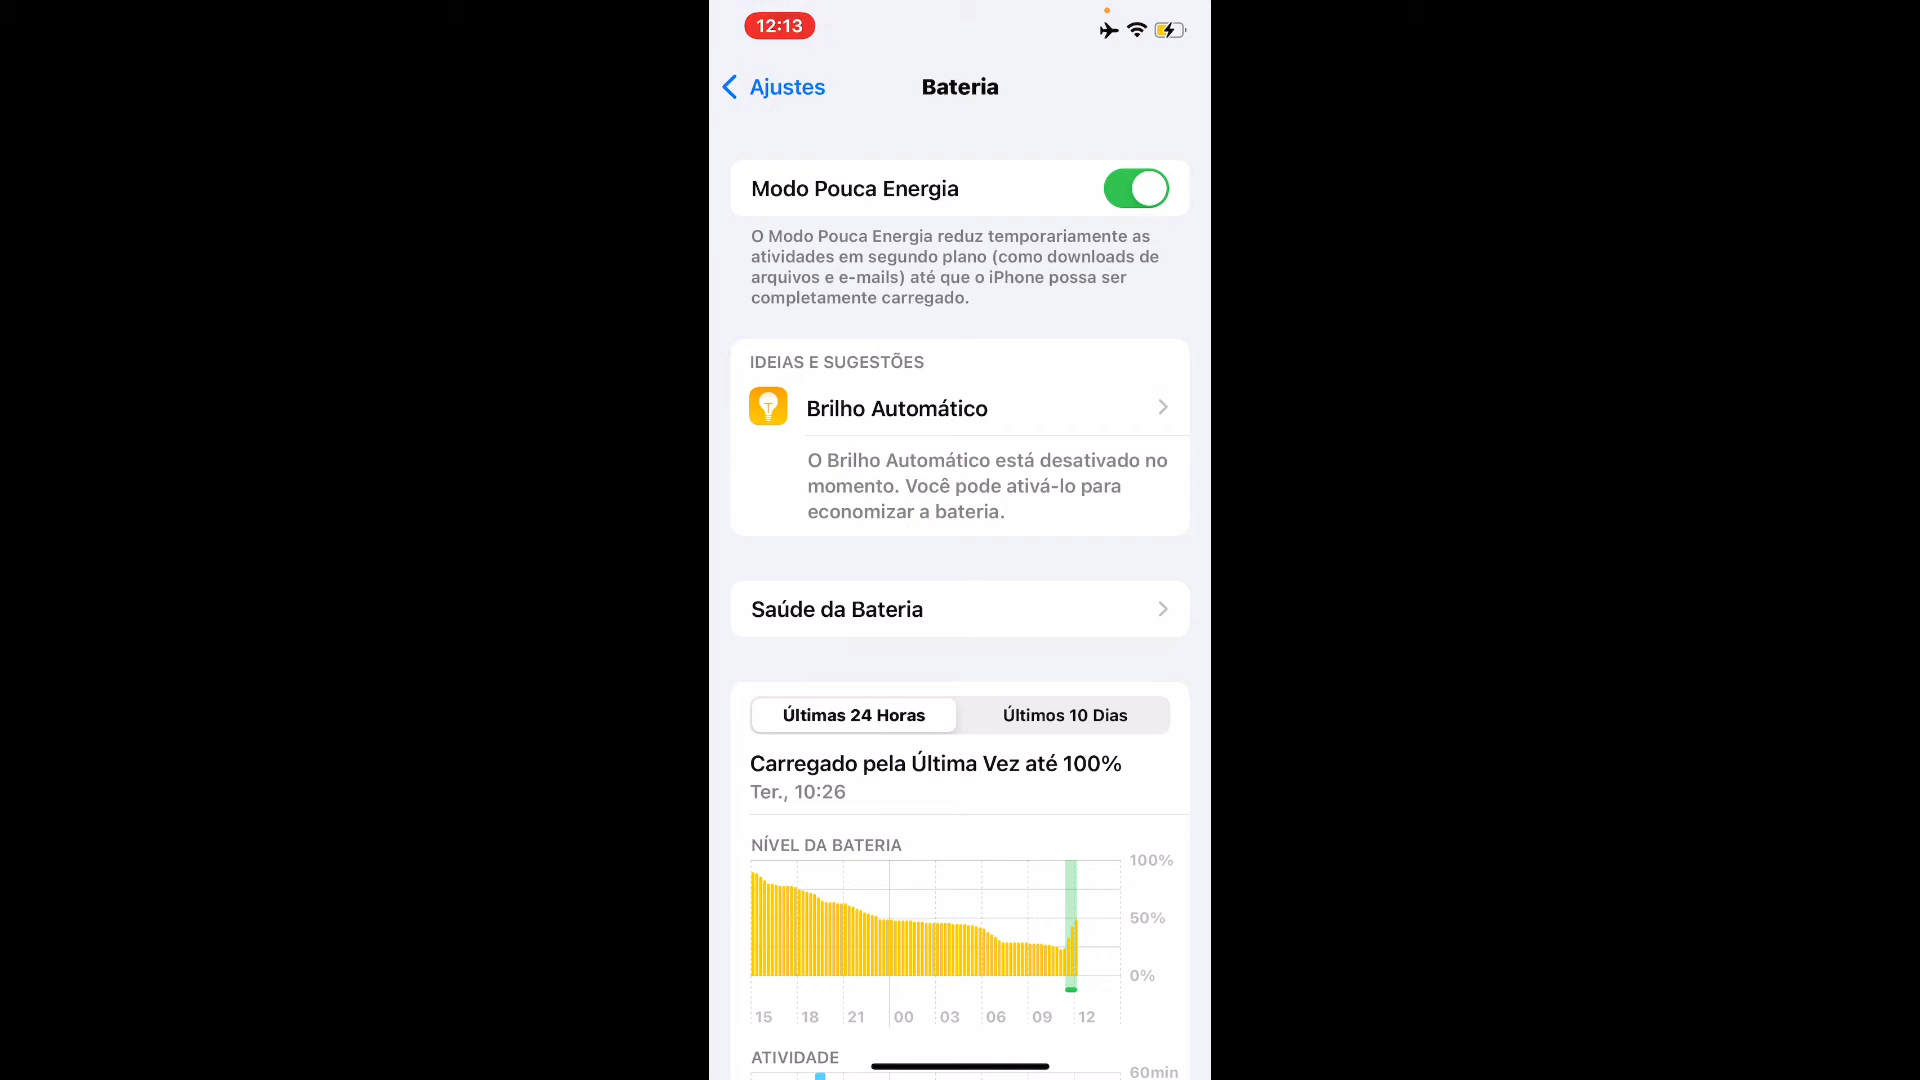 12:13
Ajustes
Bateria
Modo Pouca Energia
O Modo Pouca Energia reduz temporariamente as
atividades em segundo plano (como downloads de
arquivos e e-mails) até que o iPhone possa ser
completamente carregado.
IDEIAS E SUGESTÕES
Brilho Automático
O Brilho Automático está desativado no
momento. Você pode ativá-lo para
economizar a bateria.
Saúde da Bateria
Últimas 24 Horas
Últimos 10 Dias
Carregado pela Última Vez até 100%
Ter., 10:26
NÍVEL DA BATERIA
100%
50%
0%
15 18 21 00 03 06 09 12
ATIVIDADE
60min